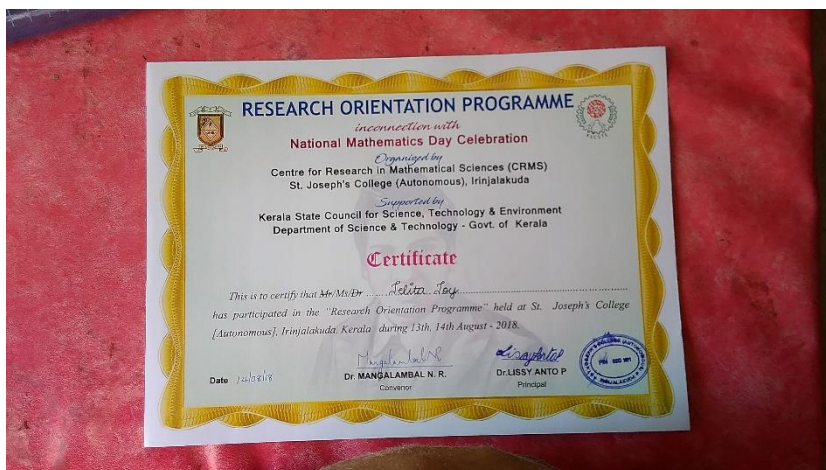 RESEARCH ORIENTATION PROGRAMME
inconnection with
National Mathematics Day Celebration
Organized by
Centre for Research in Mathematical Sciences (CRMS)
St. Joseph's College (Autonomous), Irinjalakuda
Supported by
Kerala State Council for Science, Technology & Environment
Department of Science & Technology - Govt. of Kerala
Certificate
This is to certify that Mr/Ms/Dr ........ Lelita Joy ........
has participated in the "Research Orientation Programme" held at St. Joseph's College
[Autonomous], Irinjalakuda, Kerala during 13th, 14th August - 2018.
Date 14/08/18
Dr. MANGALAMBAL N. R.
Convenor
Dr.LISSY ANTO P
Principal